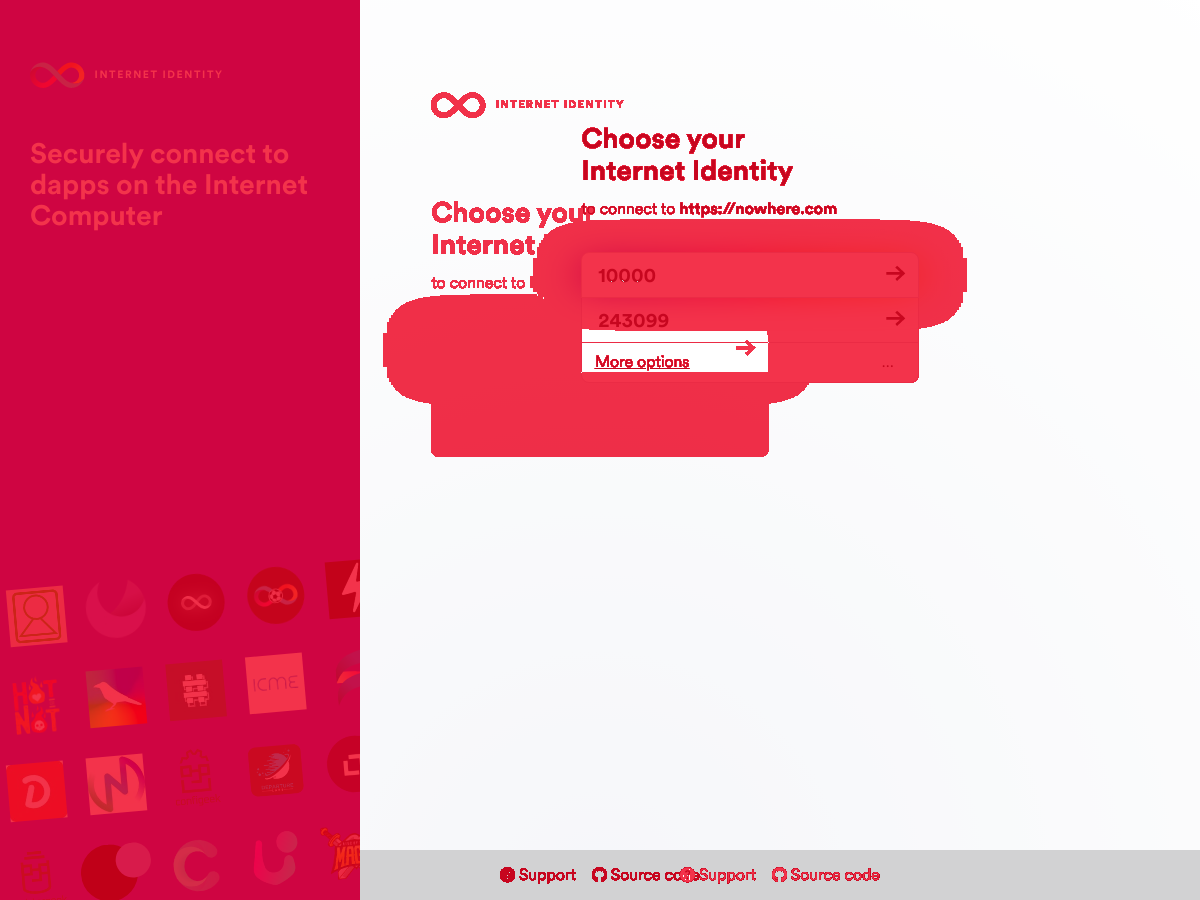 INTERNET IDENTITY
Securely connect to
dapps on the Internet
Computer
HOT
NOT
ICME
D
INTERNET IDENTITY
Choose your
Internet Identity
to connect to https://nowhere.com
Choose your
Internet
to connect to
10000
243099
More options
...
Support
Source code
Support
Source code